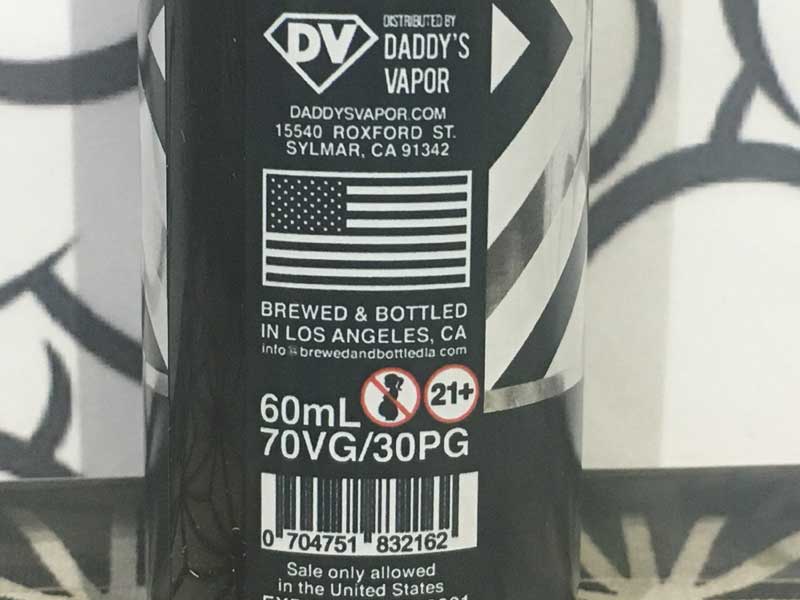 DV
DISTRIBUTED BY
DADDY'S
VAPOR
DADDYSVAPOR.COM
15540 ROXFORD ST.
SYLMAR, CA 91342
BREWED & BOTTLED
IN LOS ANGELES, CA
info@brewedandbottledla.com
21+
60mL
70VG/30PG
0 704751 832162
Sale only allowed
in the United States